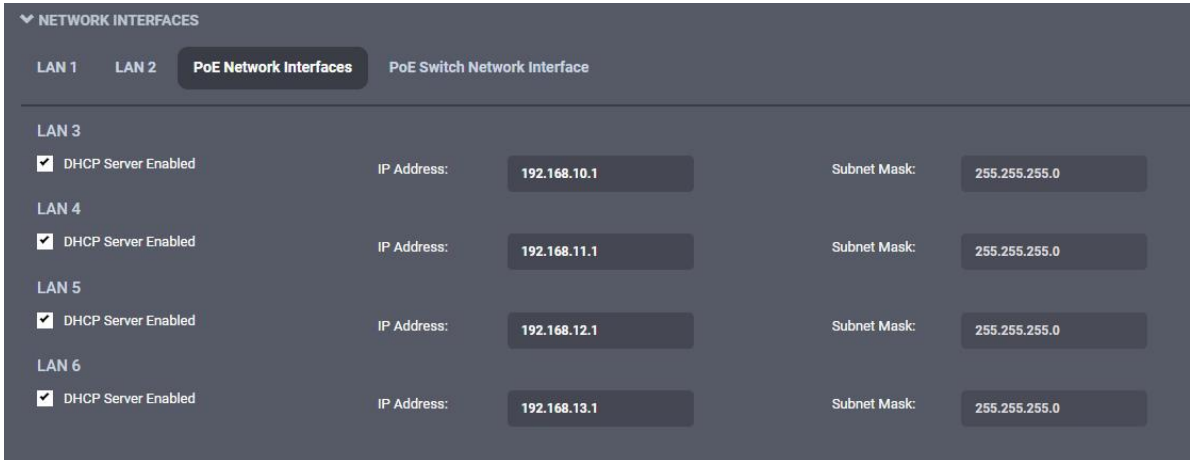 NETWORK INTERFACES
LAN 1 LAN 2 PoE Network Interfaces PoE Switch Network Interface
LAN 3
DHCP Server Enabled IP Address: 192.168.10.1 Subnet Mask: 255.255.255.0
LAN 4
DHCP Server Enabled IP Address: 192.168.11.1 Subnet Mask: 255.255.255.0
LAN 5
DHCP Server Enabled IP Address: 192.168.12.1 Subnet Mask: 255.255.255.0
LAN 6
DHCP Server Enabled IP Address: 192.168.13.1 Subnet Mask: 255.255.255.0